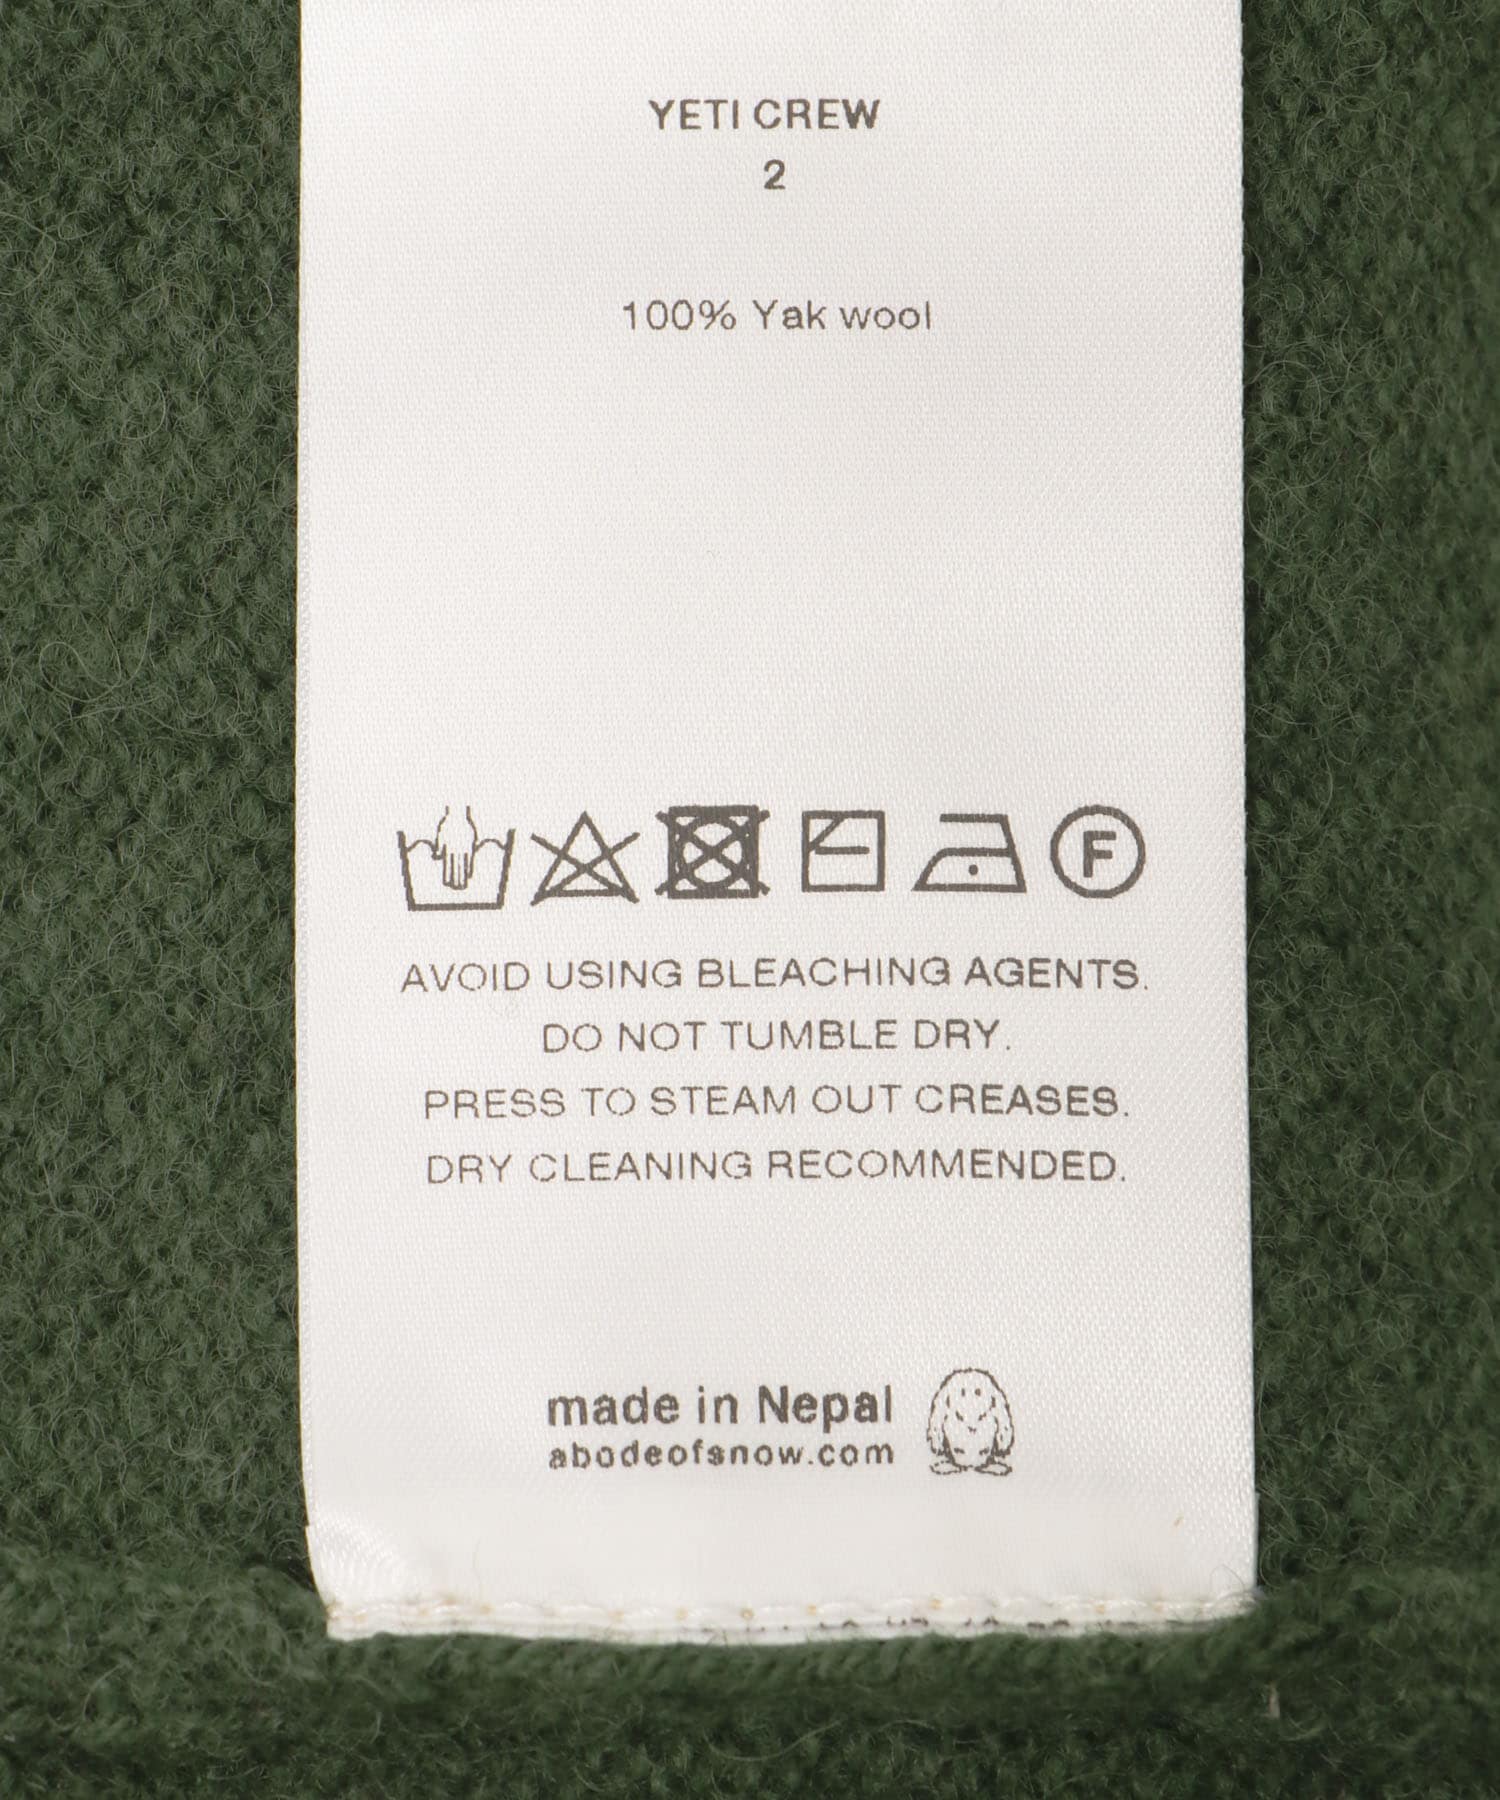 YETI CREW
2
100% Yak wool
F
AVOID USING BLEACHING AGENTS.
DO NOT TUMBLE DRY.
PRESS TO STEAM OUT CREASES.
DRY CLEANING RECOMMENDED.
made in Nepal
abodeofsnow.com